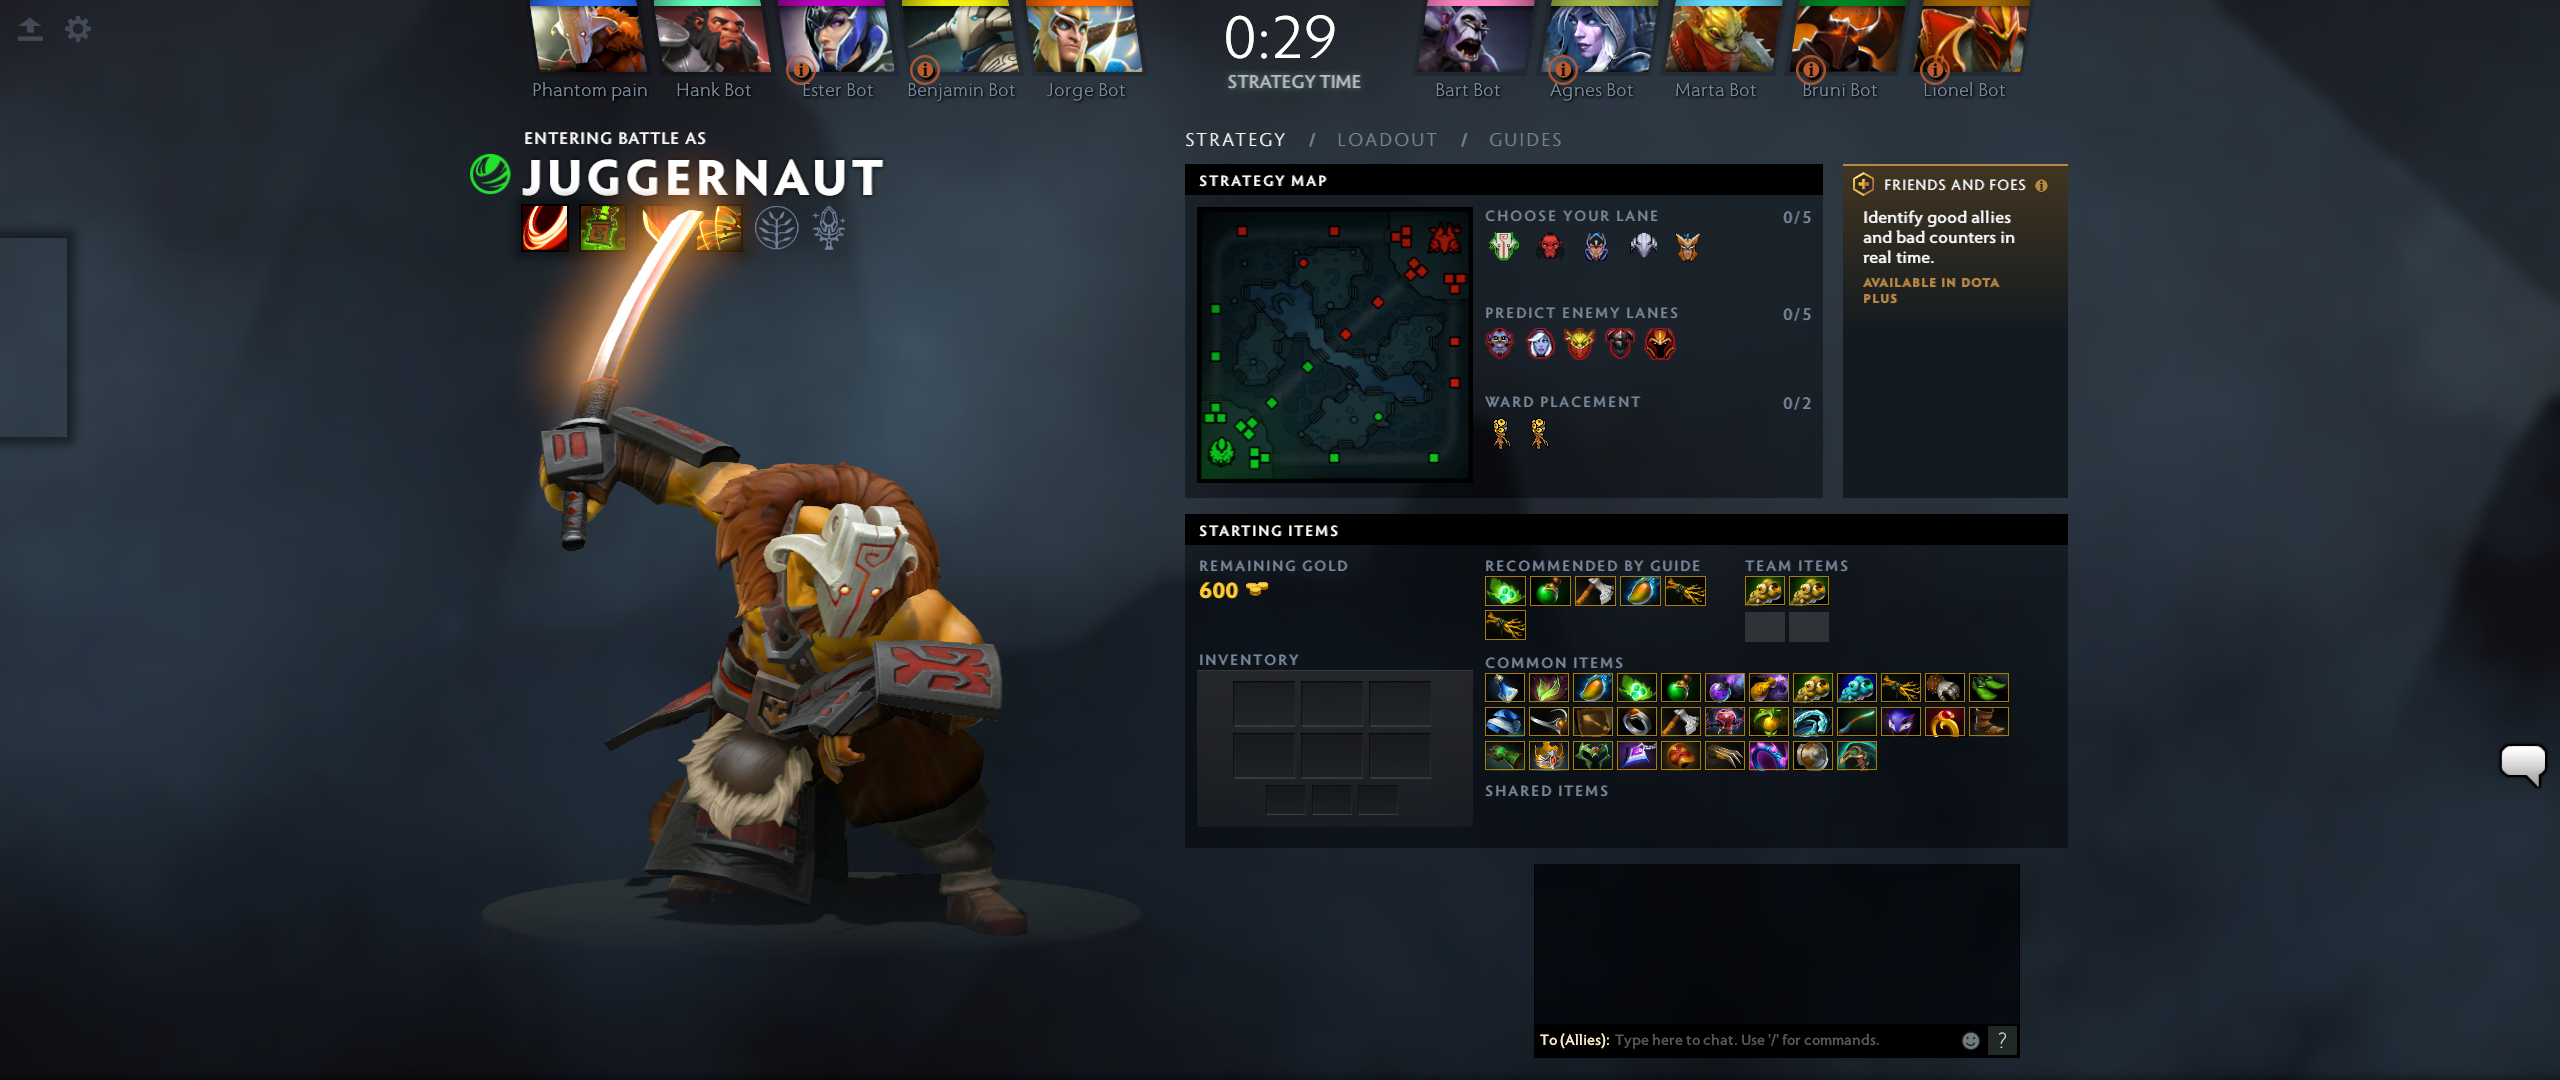 Phantom pain
Hank Bot
Ester Bot
Benjamin Bot
Jorge Bot
0:29
STRATEGY TIME
Bart Bot
Agnes Bot
Marta Bot
Bruni Bot
Lionel Bot
ENTERING BATTLE AS
JUGGERNAUT
STRATEGY / LOADOUT / GUIDES
STRATEGY MAP
CHOOSE YOUR LANE 0/5
PREDICT ENEMY LANES 0/5
WARD PLACEMENT 0/2
FRIENDS AND FOES i
Identify good allies
and bad counters in
real time.
AVAILABLE IN DOTA
PLUS
STARTING ITEMS
REMAINING GOLD
600
RECOMMENDED BY GUIDE
TEAM ITEMS
INVENTORY
COMMON ITEMS
SHARED ITEMS
To (Allies): Type here to chat. Use '/' for commands.
?